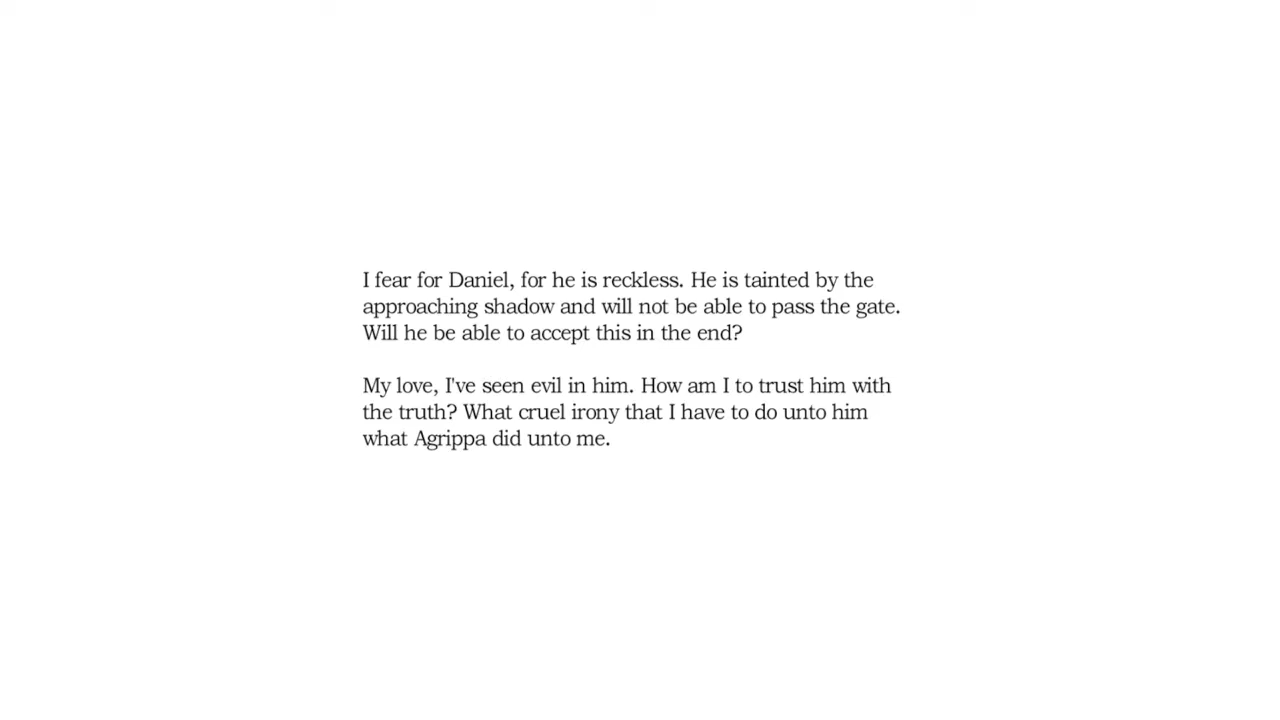 I fear for Daniel, for he is reckless. He is tainted by the
approaching shadow and will not be able to pass the gate.
Will he be able to accept this in the end?
My love, I've seen evil in him. How am I to trust him with
the truth? What cruel irony that I have to do unto him
what Agrippa did unto me.